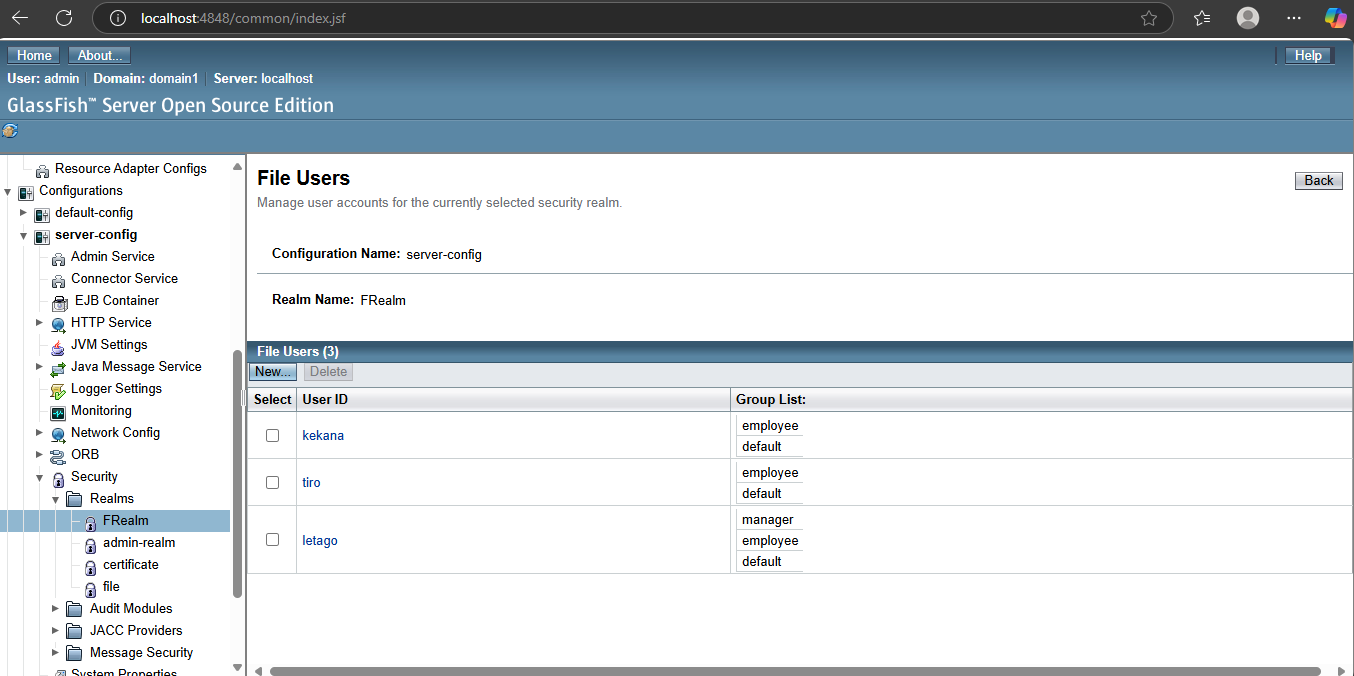 localhost:4848/common/index.jsf
Home About... Help
User: admin Domain: domain1 Server: localhost
GlassFish™ Server Open Source Edition
Resource Adapter Configs
Configurations
default-config
server-config
Admin Service
Connector Service
EJB Container
HTTP Service
JVM Settings
Java Message Service
Logger Settings
Monitoring
Network Config
ORB
Security
Realms
FRealm
admin-realm
certificate
file
Audit Modules
JACC Providers
Message Security
System Properties
File Users
Back
Manage user accounts for the currently selected security realm.
Configuration Name: server-config
Realm Name: FRealm
File Users (3)
New... Delete
Select User ID Group List:
kekana
employee
default
tiro
employee
default
letago
manager
employee
default